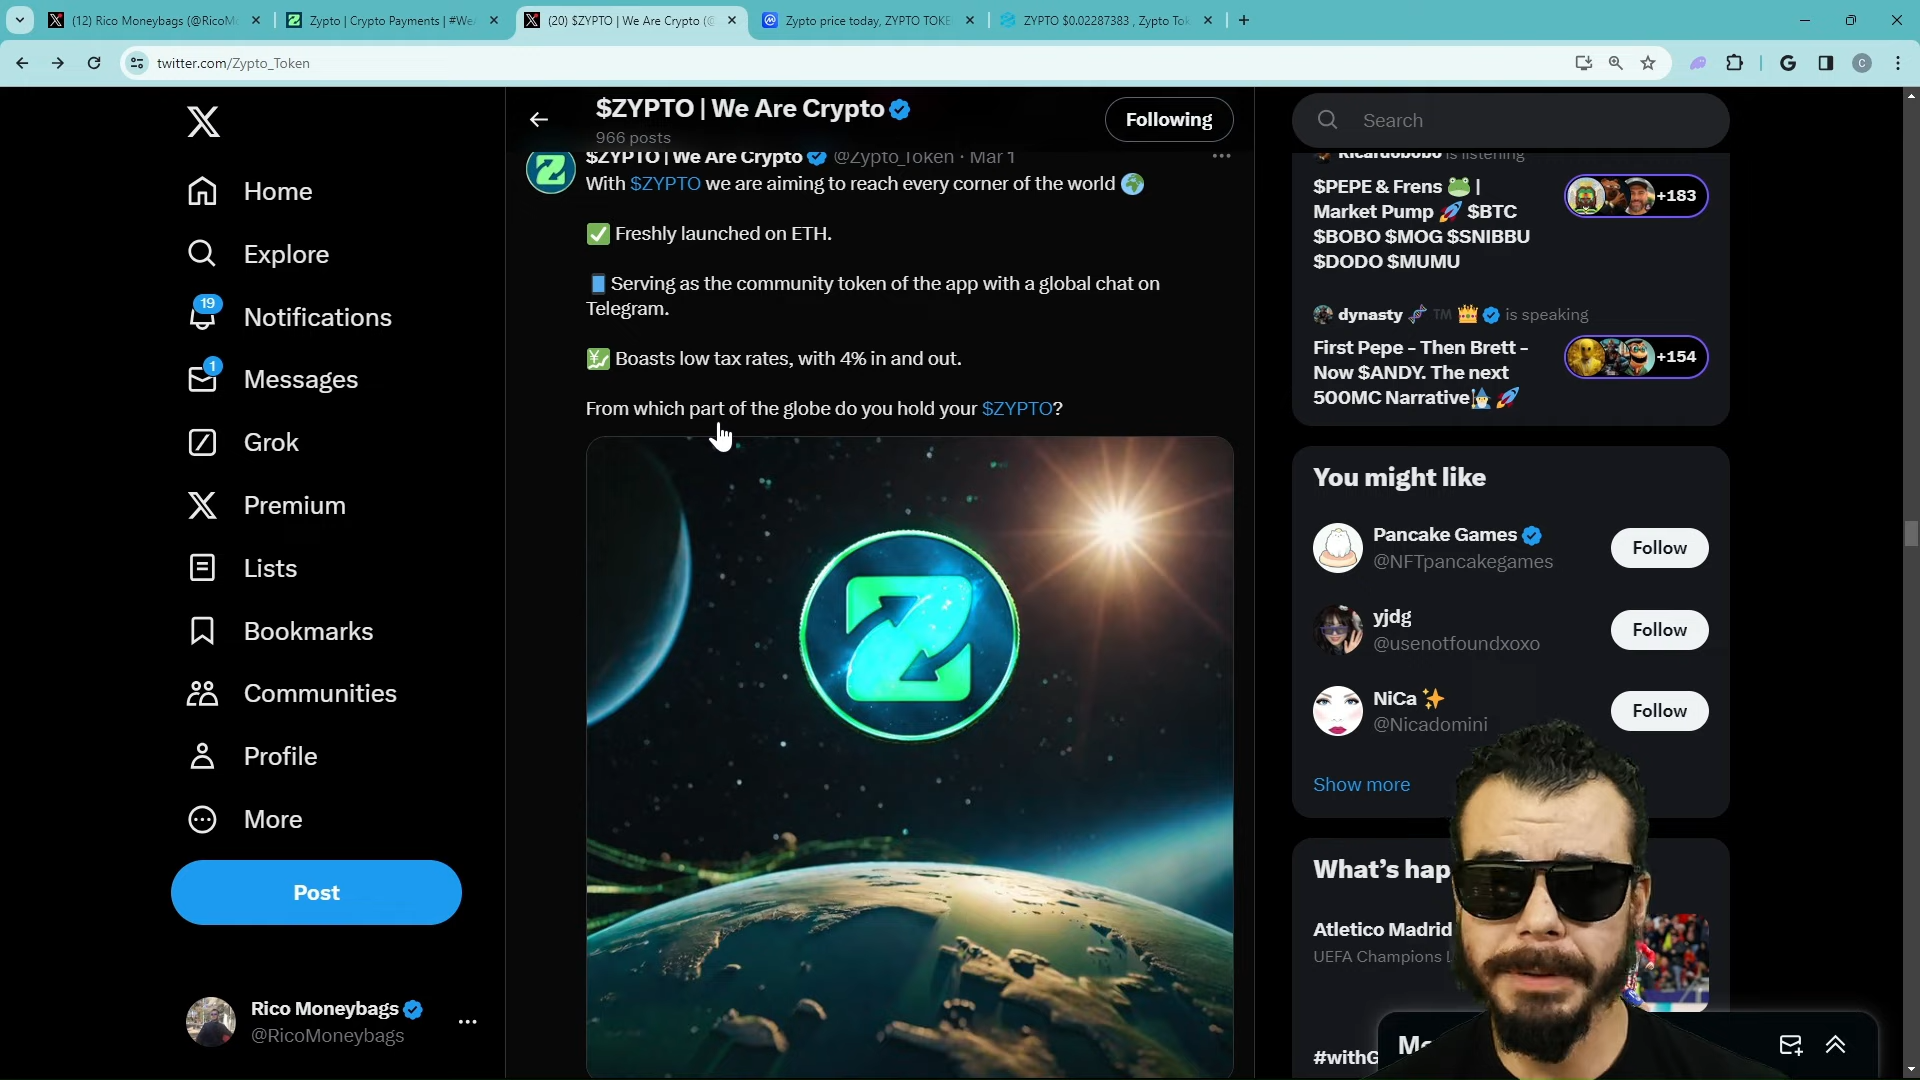 (12) Rico Moneybags (@RicoM
Zypto | Crypto Payments | #We
(20) $ZYPTO | We Are Crypto (@
Zypto price today, ZYPTO TOKE
ZYPTO $0.02287383 , Zypto Tok
twitter.com/Zypto_Token
C
Home
Explore
19
Notifications
1
Messages
Grok
Premium
Lists
Bookmarks
Communities
Profile
More
Post
Rico Moneybags
@RicoMoneybags
$ZYPTO | We Are Crypto
966 posts
Following
$ZYPTO | We Are Crypto @Zypto_Token · Mar 1
With $ZYPTO we are aiming to reach every corner of the world
Freshly launched on ETH.
Serving as the community token of the app with a global chat on
Telegram.
Boasts low tax rates, with 4% in and out.
From which part of the globe do you hold your $ZYPTO?
Search
Ricardobobo is listening
$PEPE & Frens |
Market Pump $BTC
$BOBO $MOG $SNIBBU
$DODO $MUMU
+183
dynasty TM is speaking
First Pepe – Then Brett –
Now $ANDY. The next
500MC Narrative
+154
You might like
Pancake Games
@NFTpancakegames
Follow
yjdg
@usenotfoundxoxo
Follow
NiCa
@Nicadomini
Follow
Show more
What's hap
Atletico Madrid
UEFA Champions L
#withG
Me